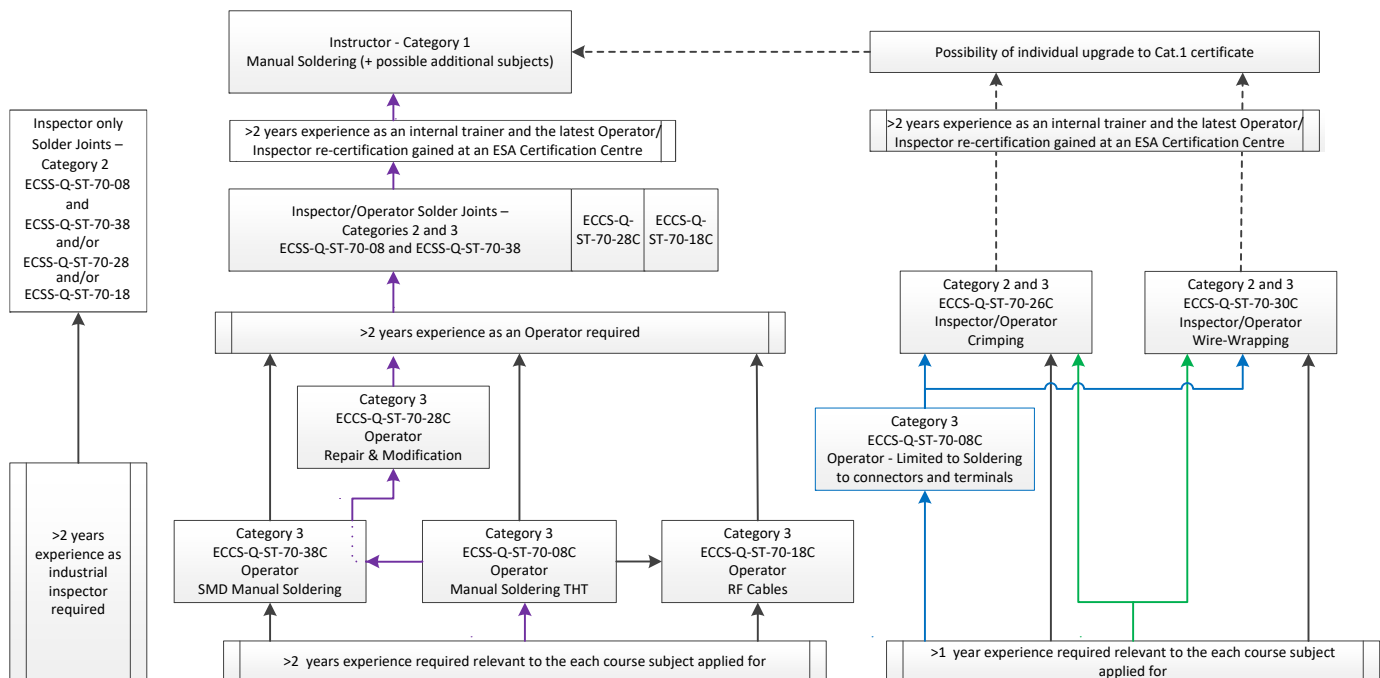 Instructor - Category 1
Manual Soldering (+ possible additional subjects)
Possibility of individual upgrade to Cat.1 certificate
Inspector only
Solder Joints –
Category 2
ECSS-Q-ST-70-08
and
ECSS-Q-ST-70-38
and/or
ECSS-Q-ST-70-28
and/or
ECSS-Q-ST-70-18
>2 years experience as an internal trainer and the latest Operator/
Inspector re-certification gained at an ESA Certification Centre
>2 years experience as an internal trainer and the latest Operator/
Inspector re-certification gained at an ESA Certification Centre
Inspector/Operator Solder Joints –
Categories 2 and 3
ECSS-Q-ST-70-08 and ECSS-Q-ST-70-38
ECCS-Q-
ST-70-28C
ECCS-Q-
ST-70-18C
Category 2 and 3
ECCS-Q-ST-70-26C
Inspector/Operator
Crimping
Category 2 and 3
ECCS-Q-ST-70-30C
Inspector/Operator
Wire-Wrapping
>2 years experience as an Operator required
Category 3
ECCS-Q-ST-70-28C
Operator
Repair & Modification
Category 3
ECCS-Q-ST-70-08C
Operator - Limited to Soldering
to connectors and terminals
>2 years
experience as
industrial
inspector
required
Category 3
ECCS-Q-ST-70-38C
Operator
SMD Manual Soldering
Category 3
ECSS-Q-ST-70-08C
Operator
Manual Soldering THT
Category 3
ECCS-Q-ST-70-18C
Operator
RF Cables
>2 years experience required relevant to the each course subject applied for
>1 year experience required relevant to the each course subject
applied for